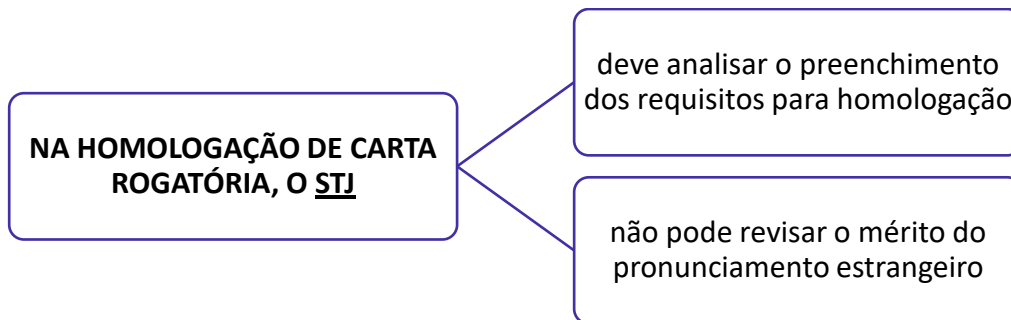 NA HOMOLOGAÇÃO DE CARTA
ROGATÓRIA, O STJ
deve analisar o preenchimento
dos requisitos para homologação
não pode revisar o mérito do
pronunciamento estrangeiro